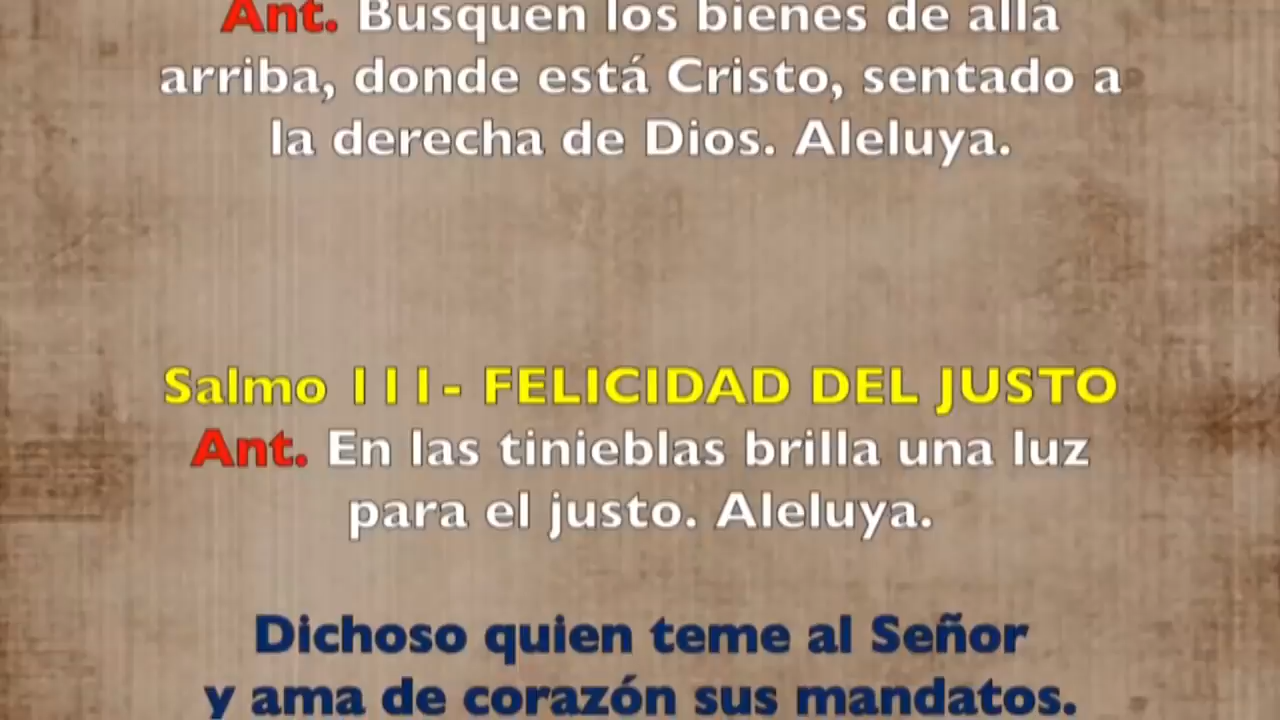 Ant. Busquen los bienes de allá
arriba, donde está Cristo, sentado a
la derecha de Dios. Aleluya.
Salmo 111- FELICIDAD DEL JUSTO
Ant. En las tinieblas brilla una luz
para el justo. Aleluya.
Dichoso quien teme al Señor
y ama de corazón sus mandatos.